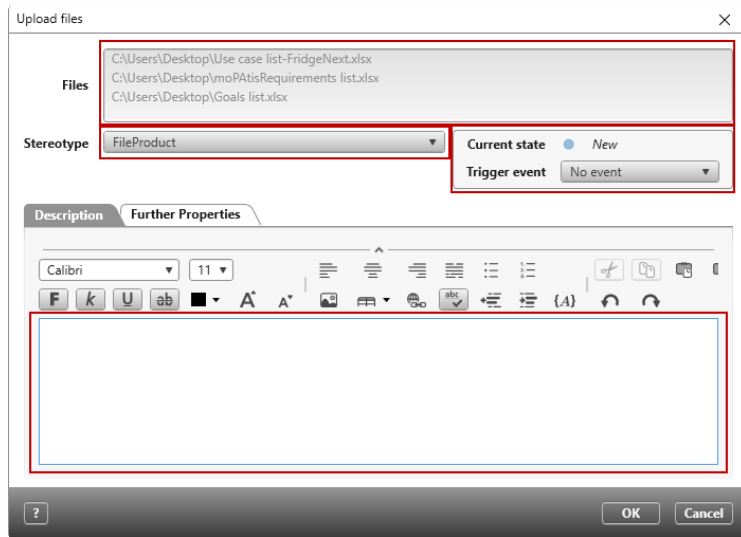 Upload files
Files
C:\Users\Desktop\Use case list-FridgeNext.xlsx
C:\Users\Desktop\moPAtisRequirements list.xlsx
C:\Users\Desktop\Goals list.xlsx
Stereotype
FileProduct
Current state
New
Trigger event
No event
Description
Further Properties
Calibri
11
F k U ab A A abc {A}
?
OK
Cancel